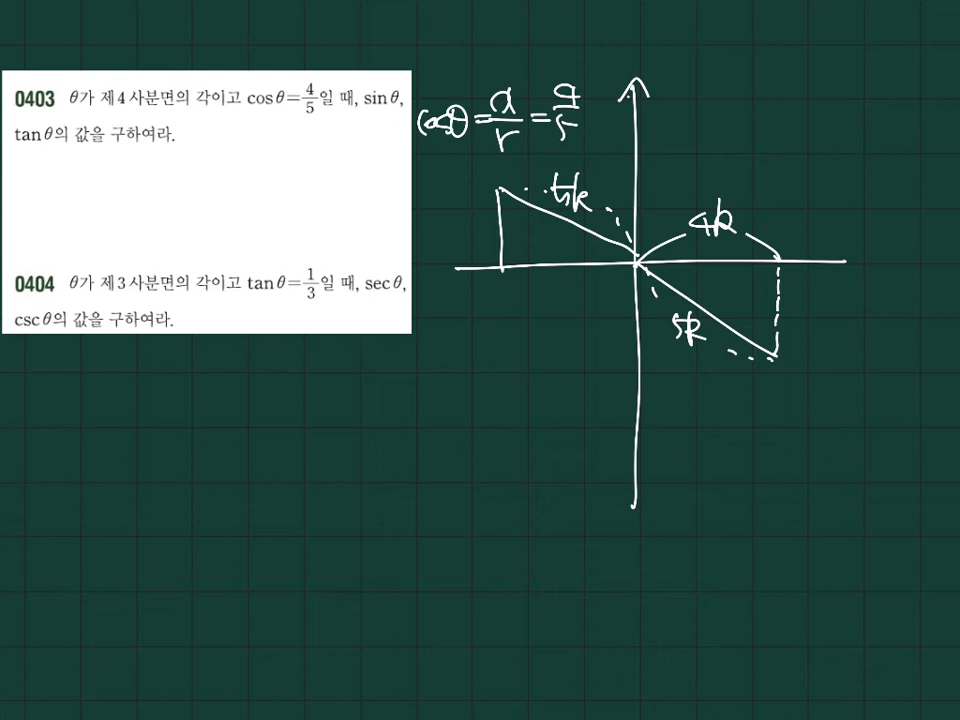 0403 θ가 제4사분면의 각이고 cosθ=4/5일 때, sinθ,
tanθ의 값을 구하여라.
0404 θ가 제3사분면의 각이고 tanθ=1/3일 때, secθ,
cscθ의 값을 구하여라.
cosθ = x/r = 4/5
5k
4k
5k